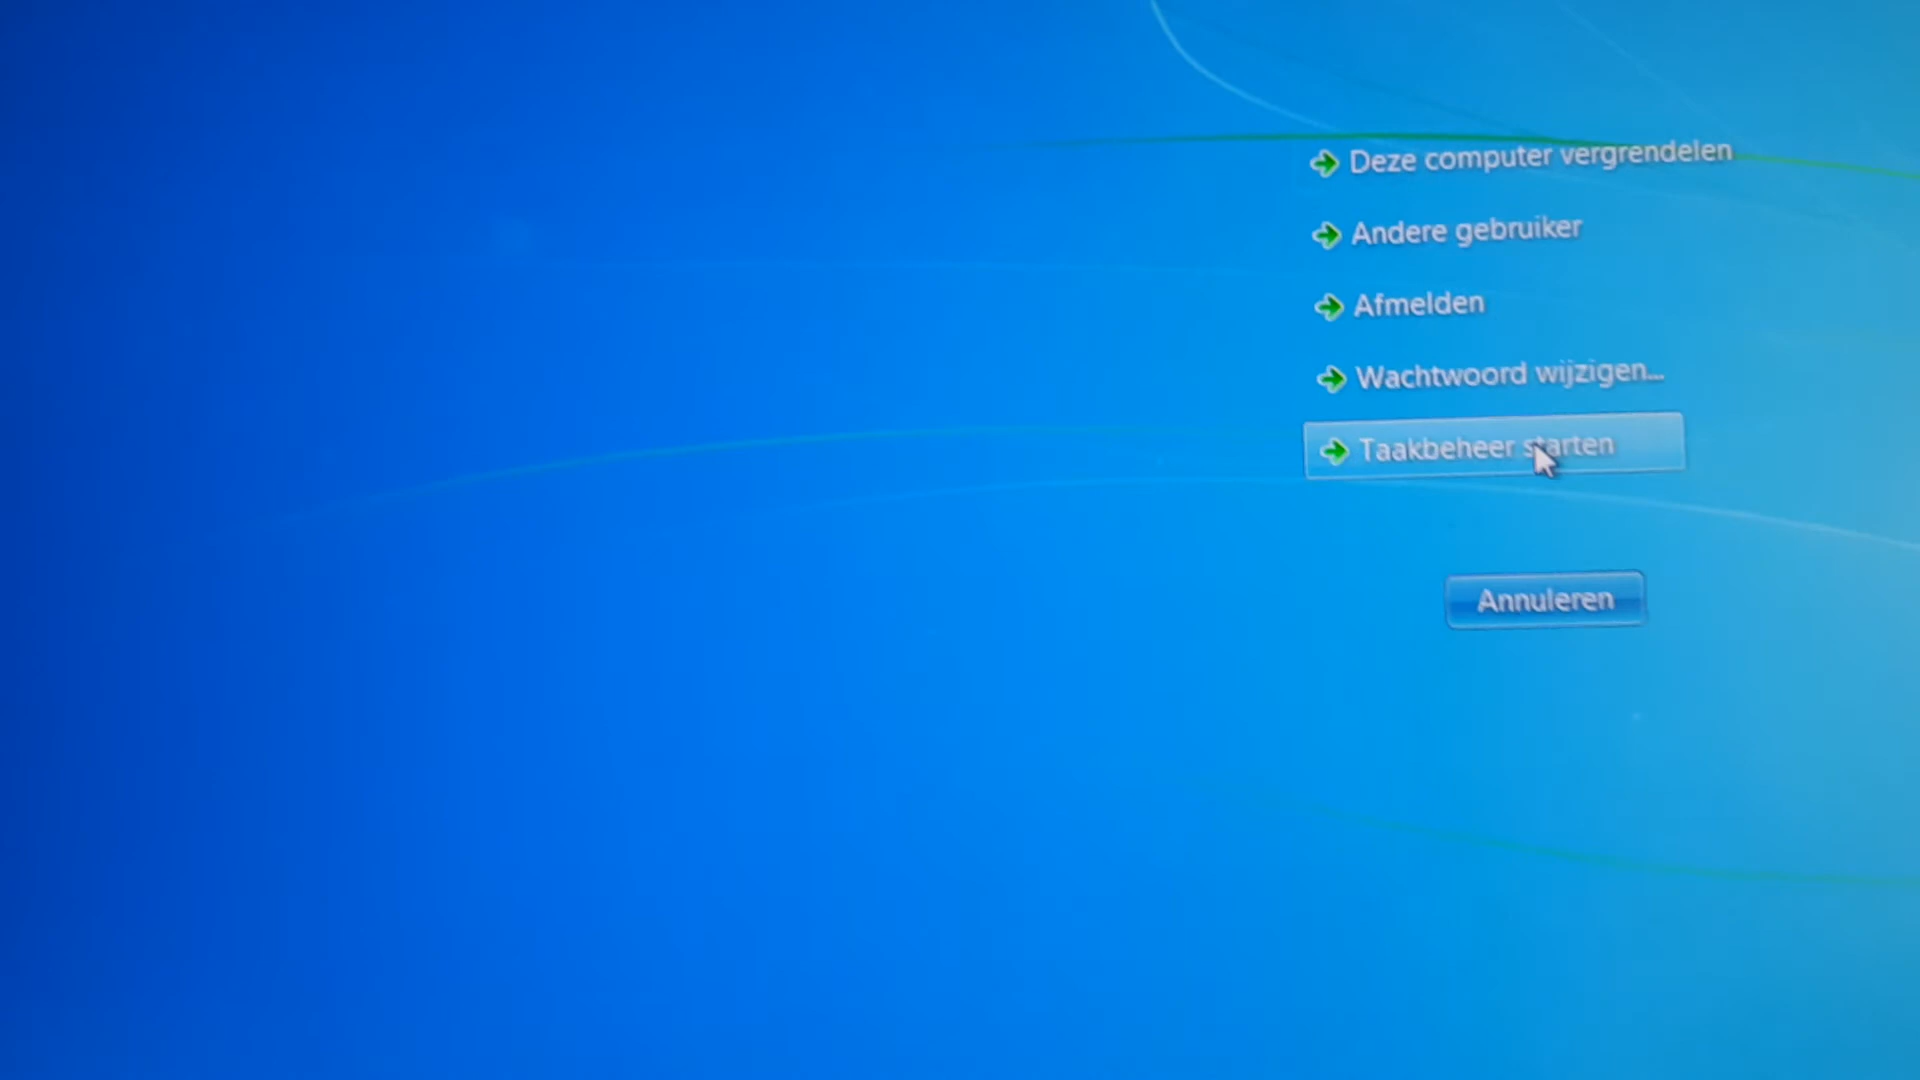 Deze computer vergrendelen
Andere gebruiker
Afmelden
Wachtwoord wijzigen...
Taakbeheer starten
Annuleren